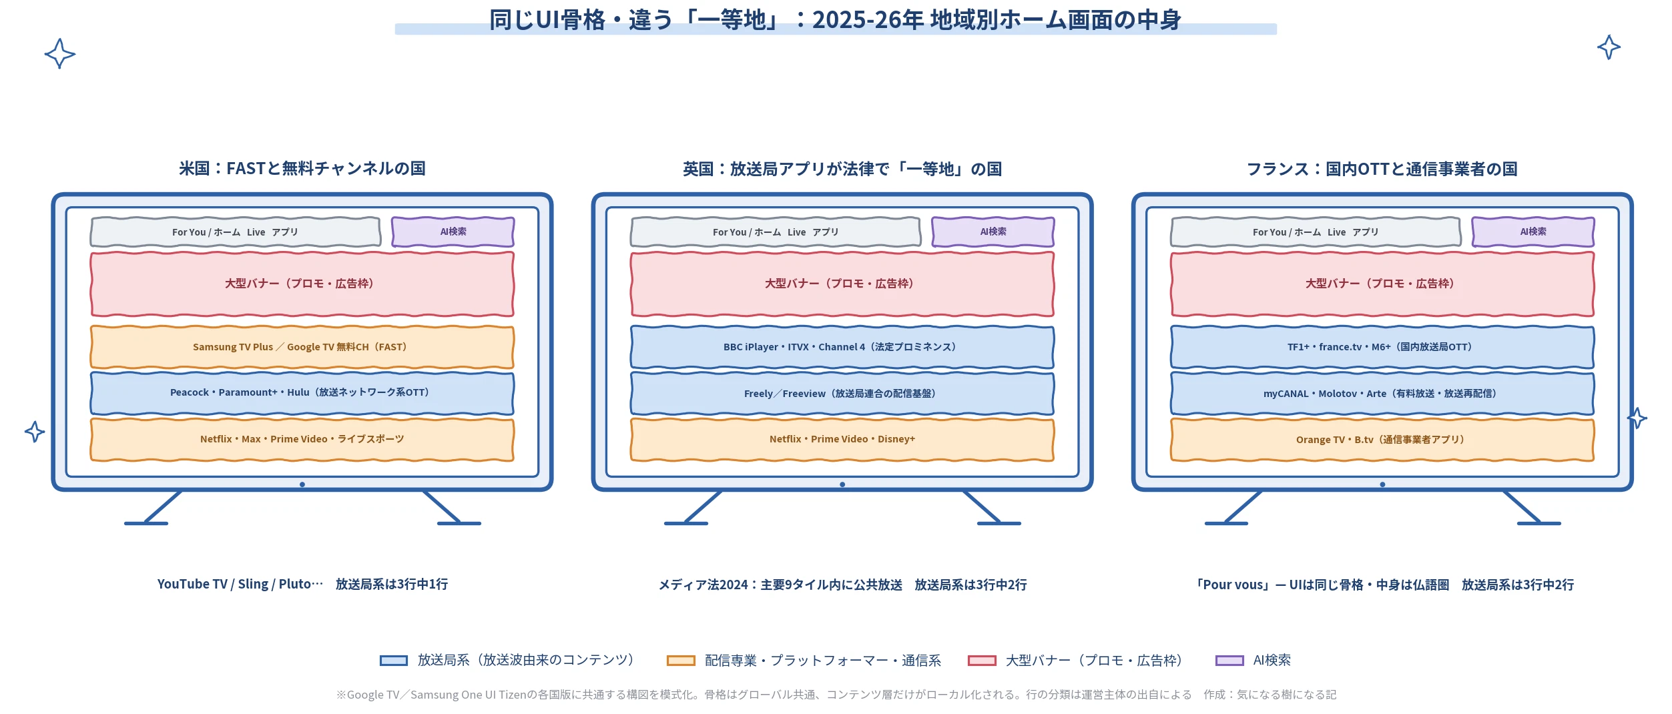 同じUI骨格・違う「一等地」：2025-26年 地域別ホーム画面の中身
米国：FASTと無料チャンネルの国
For You / ホーム Live アプリ
AI検索
大型バナー（プロモ・広告枠）
Samsung TV Plus ／ Google TV 無料CH（FAST）
Peacock・Paramount+・Hulu（放送ネットワーク系OTT）
Netflix・Max・Prime Video・ライブスポーツ
YouTube TV / Sling / Pluto… 放送局系は3行中1行
英国：放送局アプリが法律で「一等地」の国
For You / ホーム Live アプリ
AI検索
大型バナー（プロモ・広告枠）
BBC iPlayer・ITVX・Channel 4（法定プロミネンス）
Freely／Freeview（放送局連合の配信基盤）
Netflix・Prime Video・Disney+
メディア法2024：主要9タイル内に公共放送 放送局系は3行中2行
フランス：国内OTTと通信事業者の国
For You / ホーム Live アプリ
AI検索
大型バナー（プロモ・広告枠）
TF1+・france.tv・M6+（国内放送局OTT）
myCANAL・Molotov・Arte（有料放送・放送再配信）
Orange TV・B.tv（通信事業者アプリ）
「Pour vous」— UIは同じ骨格・中身は仏語圏 放送局系は3行中2行
放送局系（放送波由来のコンテンツ）
配信専業・プラットフォーマー・通信系
大型バナー（プロモ・広告枠）
AI検索
※Google TV／Samsung One UI Tizenの各国版に共通する構図を模式化。骨格はグローバル共通、コンテンツ層だけがローカル化される。行の分類は運営主体の出自による 作成：気になる樹になる記